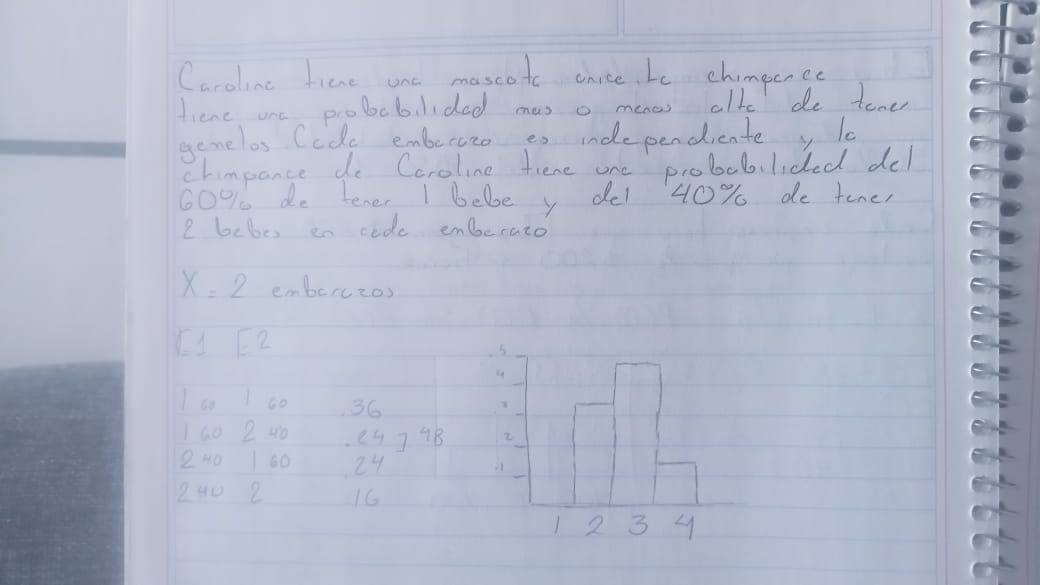 Caroline tiene una mascota unica la chimpance
tiene una probabilidad mas o menos alta de tener
gemelos Cada embarazo es independiente y la
chimpance de Caroline tiene una probabilidad del
60% de tener 1 bebe y del 40% de tener
2 bebes en cada embarazo
X = 2 embarazos
E1 E2
1 60 1 60 .36
1 60 2 40 .24 ] 48
2 40 1 60 .24
2 40 2 16
.5
4
.3
2
.1
1 2 3 4